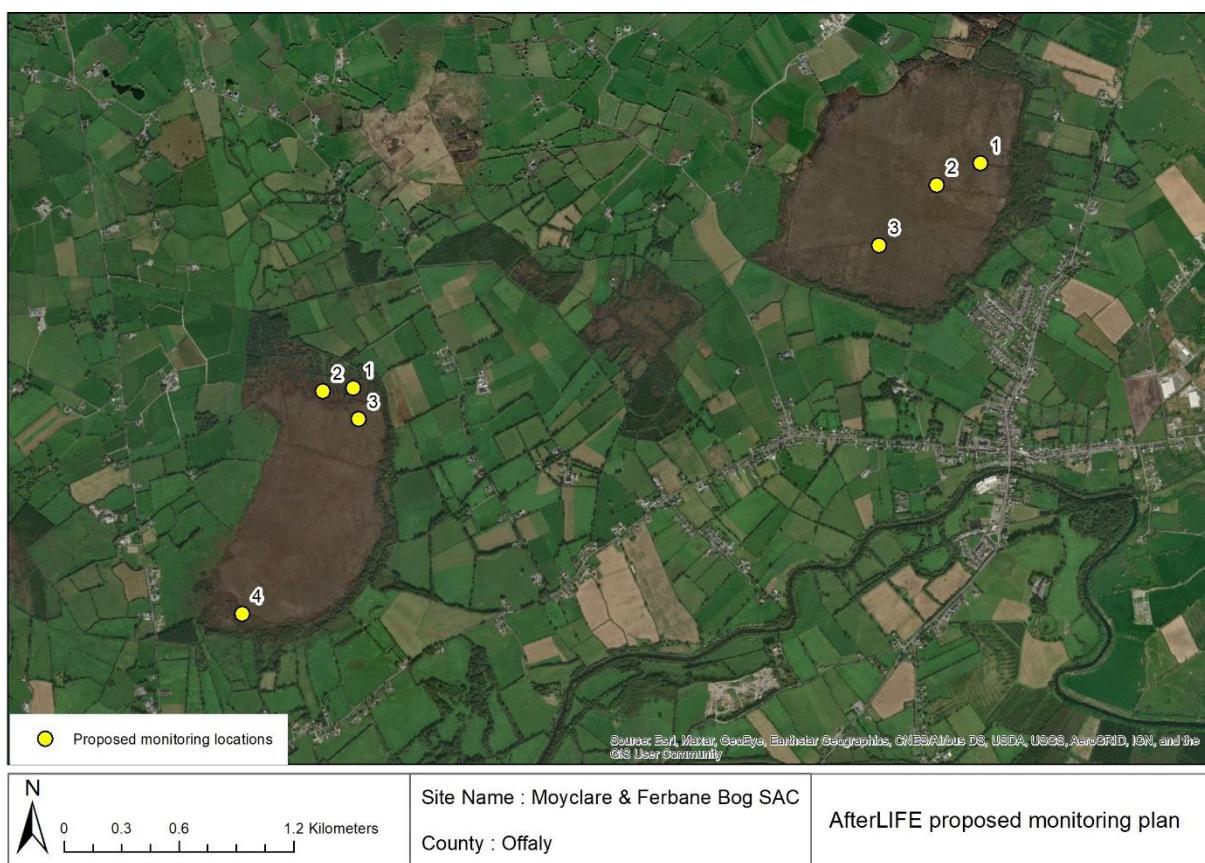 1
2
3
2
1
3
4
Proposed monitoring locations
Source: Esri, Maxar, GeoEye, Earthstar Geographics, CNES/Airbus DS, USDA, USGS, AeroGRID, IGN, and the
GIS User Community
N
0 0.3 0.6 1.2 Kilometers
Site Name : Moyclare & Ferbane Bog SAC
County : Offaly
AfterLIFE proposed monitoring plan